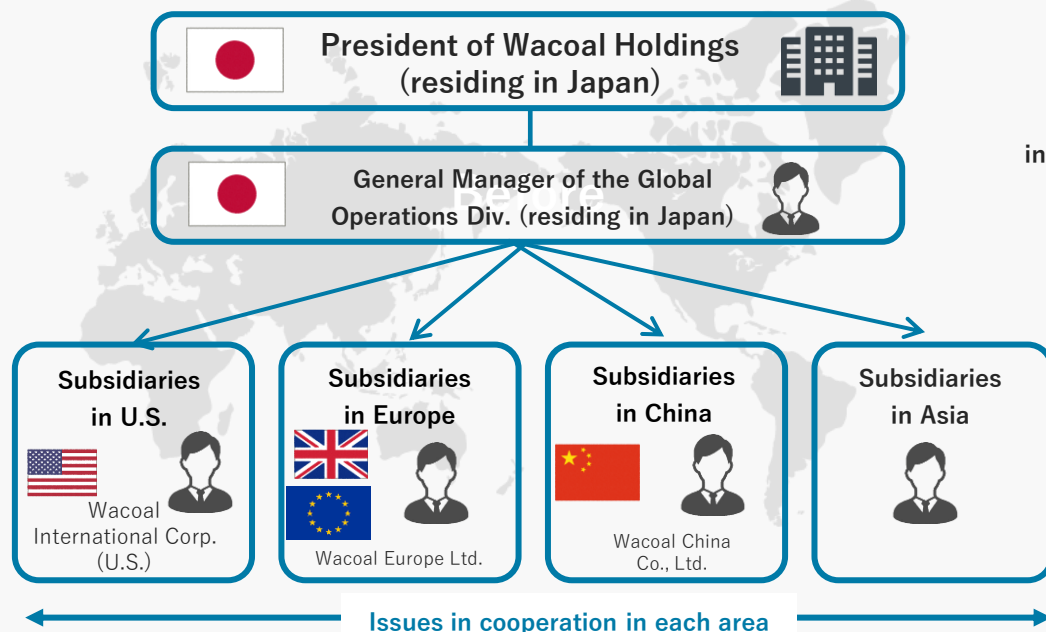 President of Wacoal Holdings
(residing in Japan)
in
Before
General Manager of the Global
Operations Div. (residing in Japan)
Subsidiaries
in U.S.
Wacoal
International Corp.
(U.S.)
Subsidiaries
in Europe
Wacoal Europe Ltd.
Subsidiaries
in China
Wacoal China
Co., Ltd.
Subsidiaries
in Asia
Issues in cooperation in each area